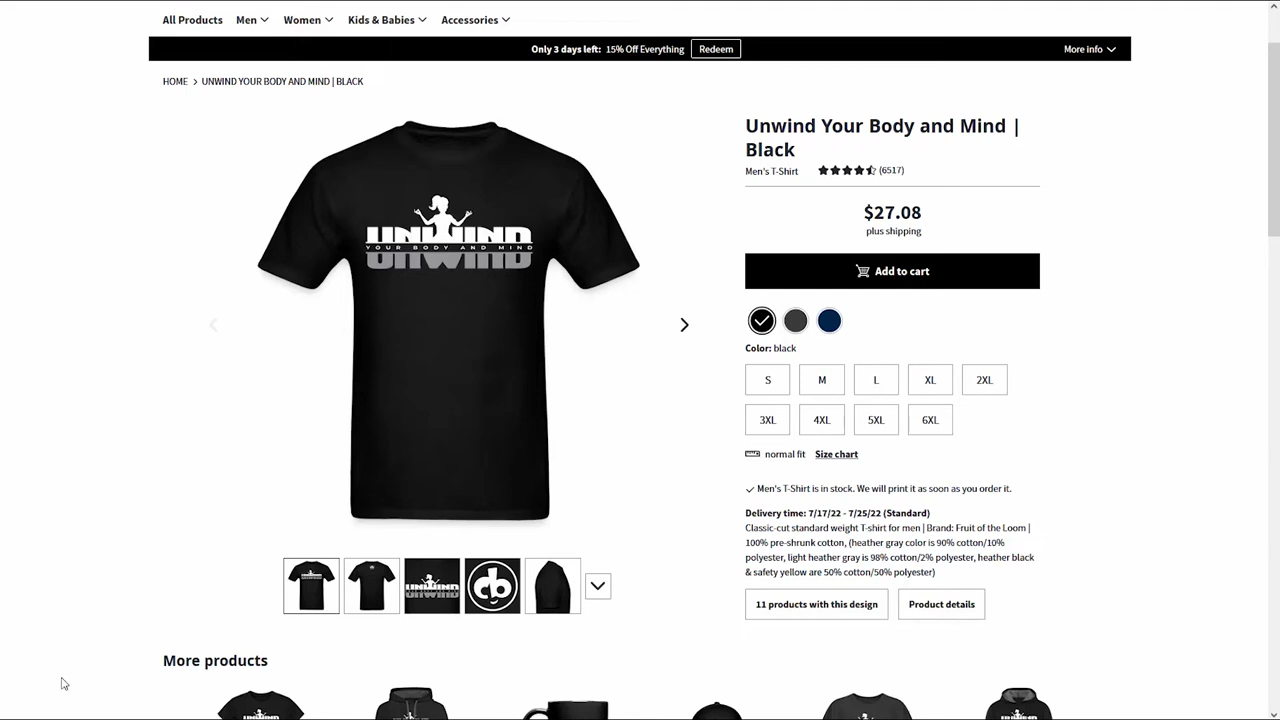 All Products Men Women Kids & Babies Accessories
Only 3 days left: 15% Off Everything Redeem More info
HOME > UNWIND YOUR BODY AND MIND | BLACK
Unwind Your Body and Mind |
Black
Men's T-Shirt (6517)
$27.08
plus shipping
Add to cart
UNWIND
YOUR BODY AND MIND
UNWIND
Color: black
S M L XL 2XL
3XL 4XL 5XL 6XL
normal fit Size chart
Men's T-Shirt is in stock. We will print it as soon as you order it.
Delivery time: 7/17/22 - 7/25/22 (Standard)
Classic-cut standard weight T-shirt for men | Brand: Fruit of the Loom |
100% pre-shrunk cotton, (heather gray color is 90% cotton/10%
polyester, light heather gray is 98% cotton/2% polyester, heather black
& safety yellow are 50% cotton/50% polyester)
UNWIND
cb
11 products with this design Product details
More products
UNWIND